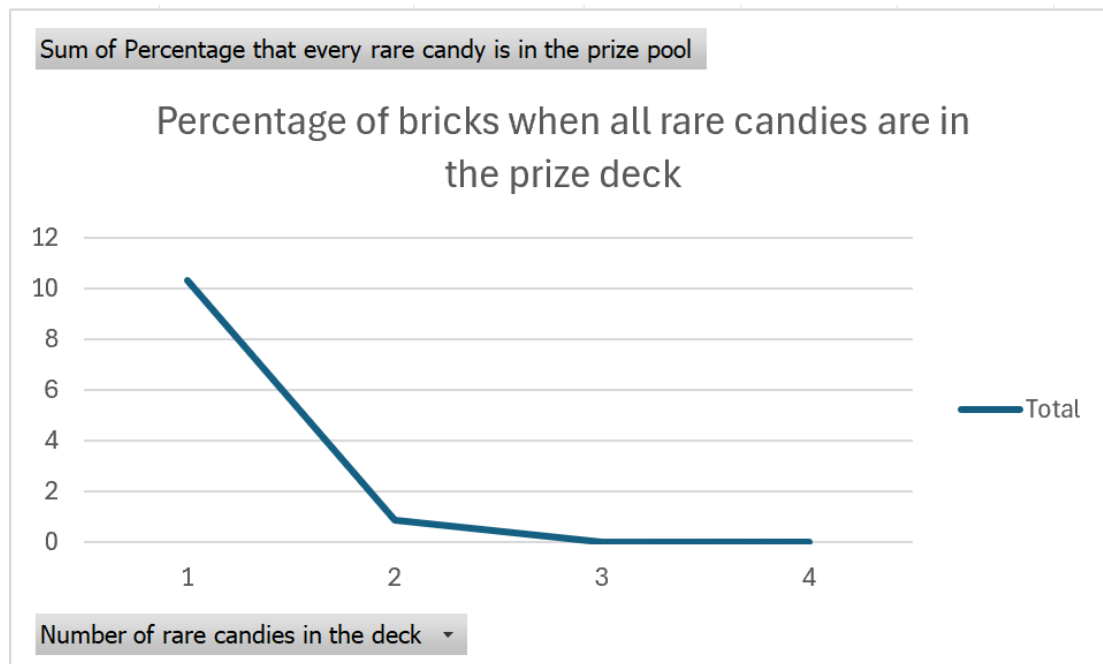 Sum of Percentage that every rare candy is in the prize pool
Percentage of bricks when all rare candies are in
the prize deck
12
10
8
6
4
2
0
1 2 3 4
Total
Number of rare candies in the deck